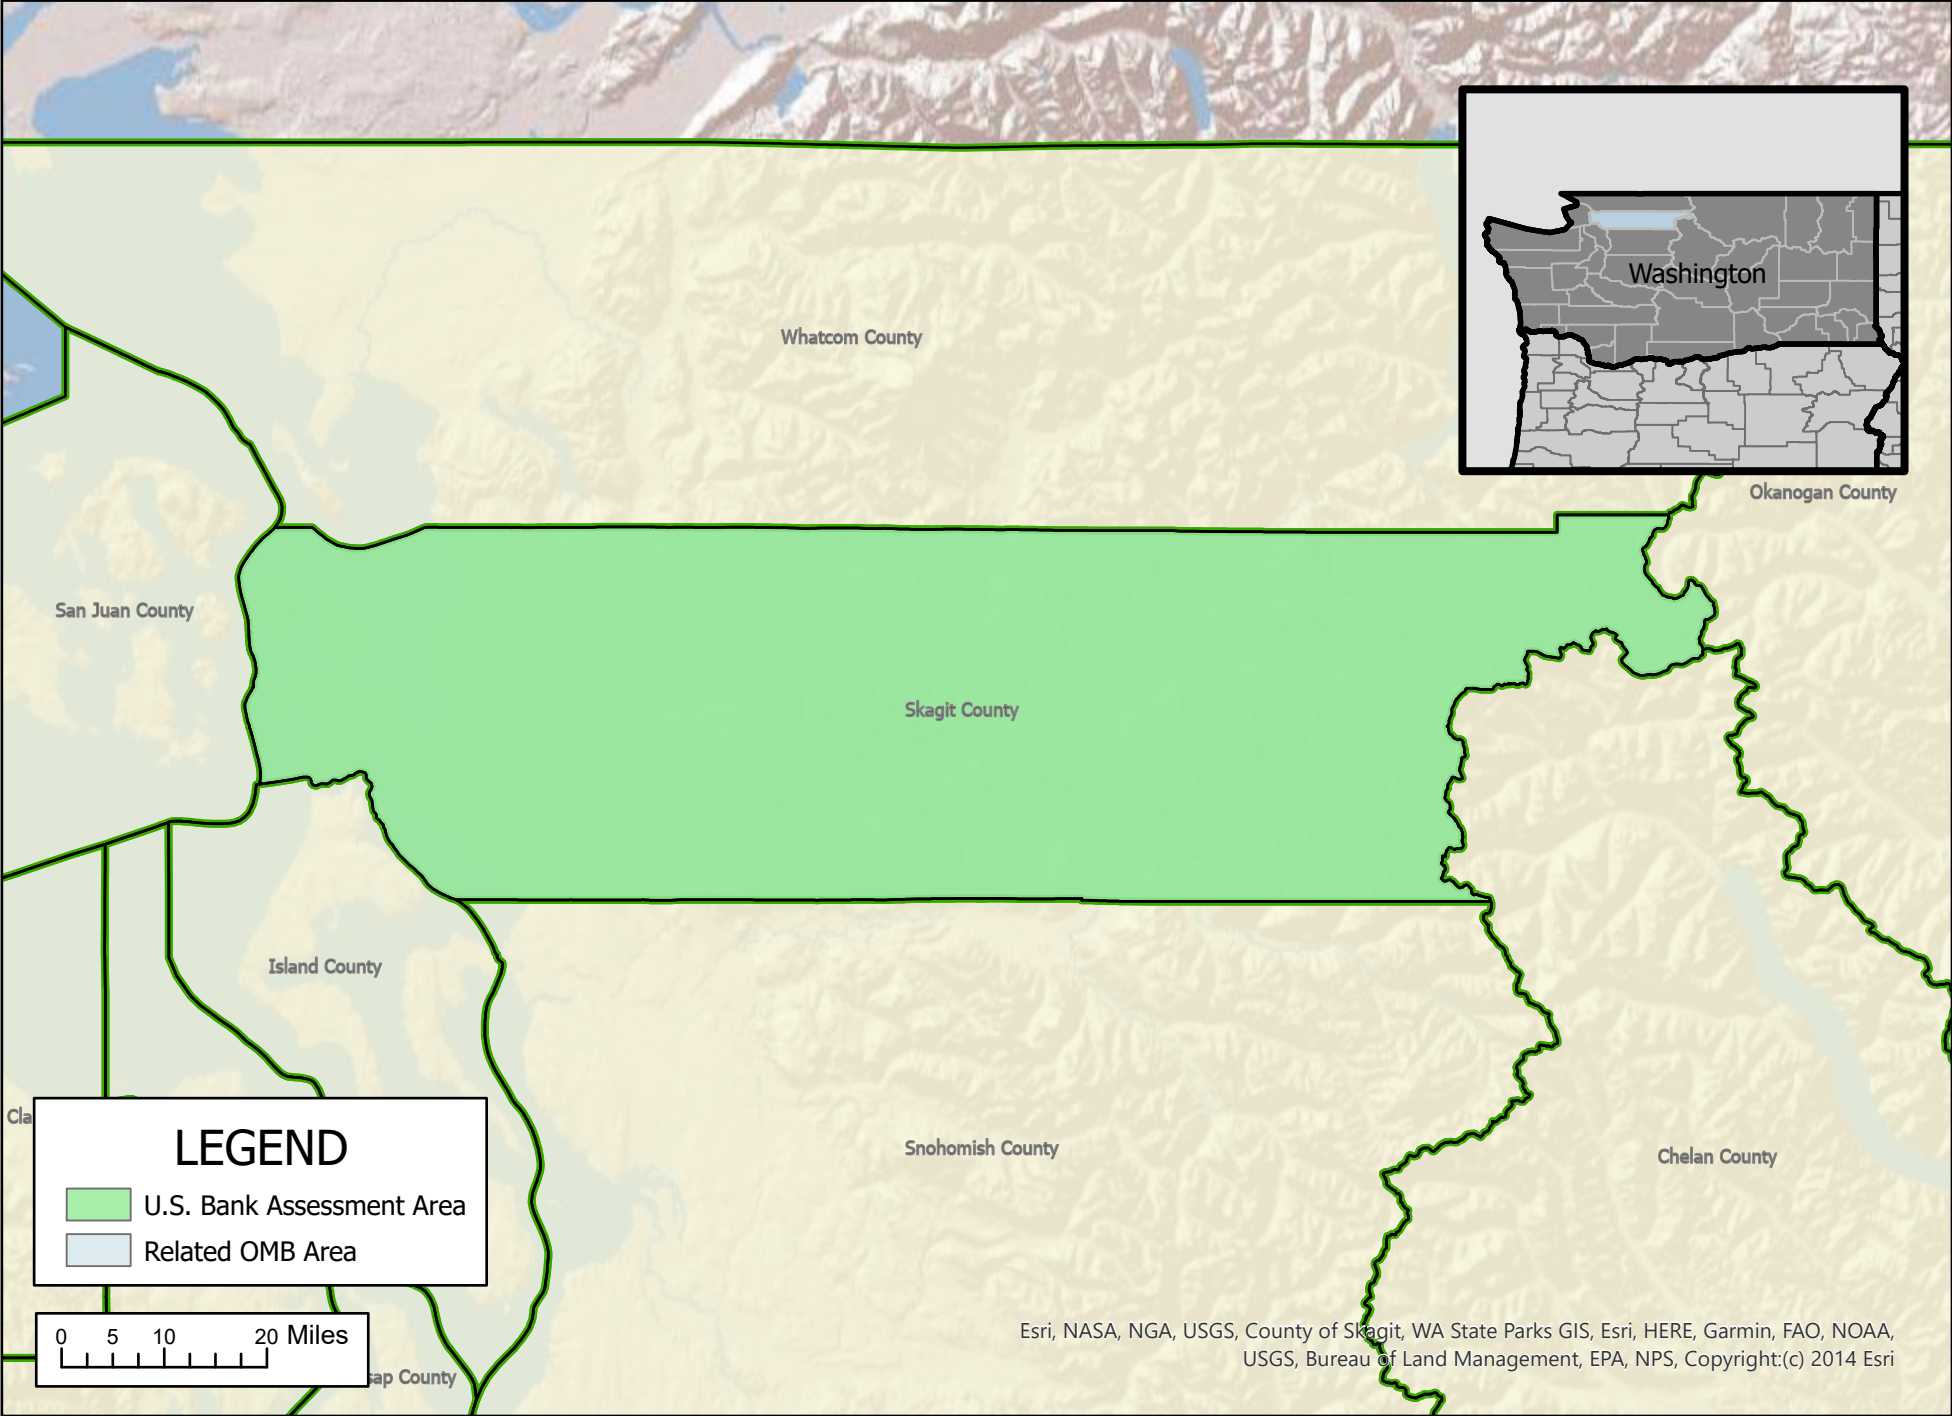 Washington
Whatcom County
Okanogan County
San Juan County
Skagit County
Island County
Snohomish County
Chelan County
LEGEND
U.S. Bank Assessment Area
Related OMB Area
0 5 10 20 Miles
County
Esri, NASA, NGA, USGS, County of Skagit, WA State Parks GIS, Esri, HERE, Garmin, FAO, NOAA,
USGS, Bureau of Land Management, EPA, NPS, Copyright:(c) 2014 Esri